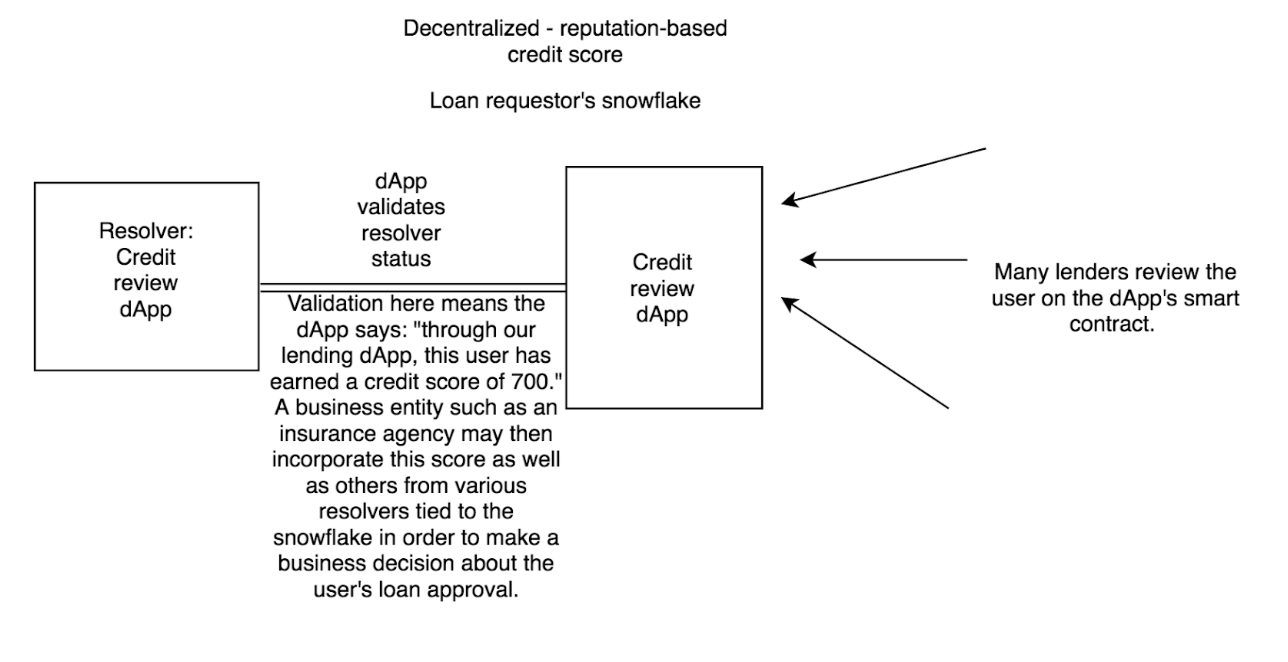 Decentralized - reputation-based
credit score
Loan requestor's snowflake
Resolver:
Credit
review
dApp
dApp
validates
resolver
status
Validation here means the
dApp says: "through our
lending dApp, this user has
earned a credit score of 700."
A business entity such as an
insurance agency may then
incorporate this score as well
as others from various
resolvers tied to the
snowflake in order to make a
business decision about the
user's loan approval.
Credit
review
dApp
Many lenders review the
user on the dApp's smart
contract.